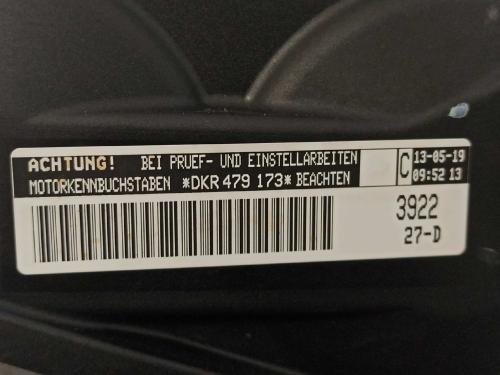 ACHTUNG! BEI PRUEF- UND EINSTELLARBEITEN
MOTORKENNBUCHSTABEN *DKR 479 173* BEACHTEN
C 13-05-19
09:52 13
3922
27-D